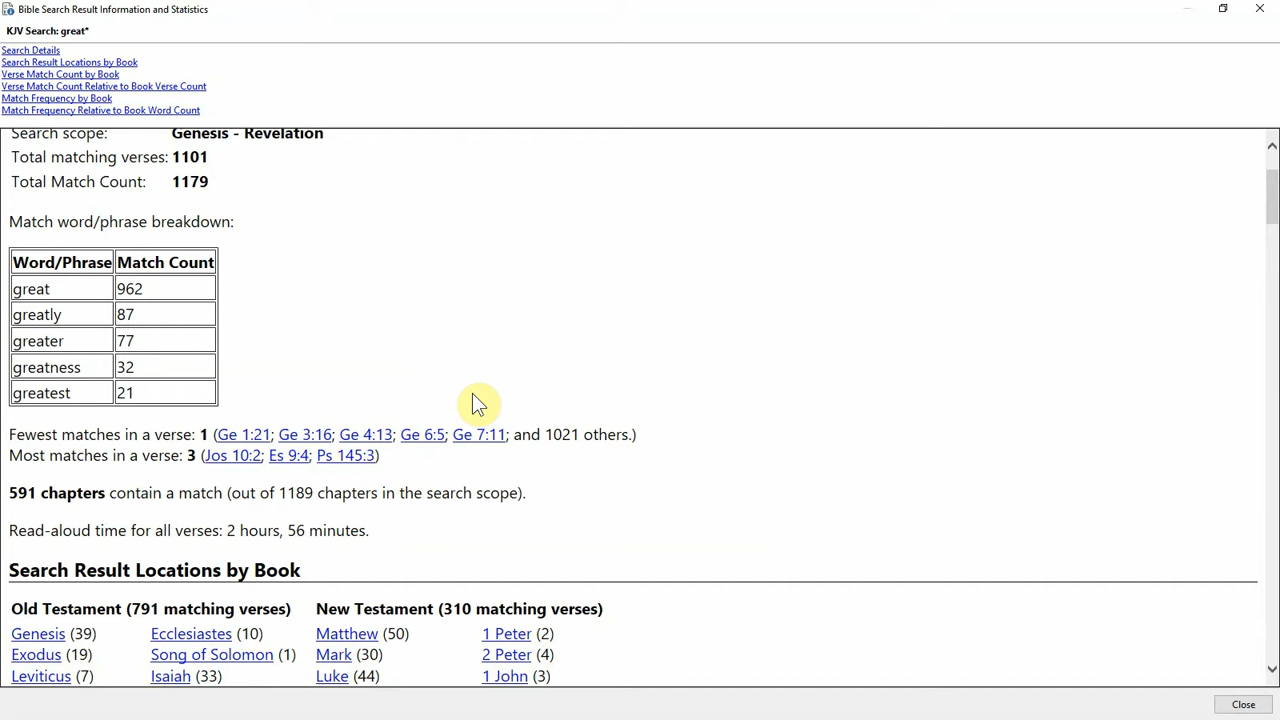 Bible Search Result Information and Statistics
KJV Search: great*
Search Details
Search Result Locations by Book
Verse Match Count by Book
Verse Match Count Relative to Book Verse Count
Match Frequency by Book
Match Frequency Relative to Book Word Count
Search scope: Genesis - Revelation
Total matching verses: 1101
Total Match Count: 1179
Match word/phrase breakdown:
Word/Phrase Match Count
great 962
greatly 87
greater 77
greatness 32
greatest 21
Fewest matches in a verse: 1 (Ge 1:21; Ge 3:16; Ge 4:13; Ge 6:5; Ge 7:11; and 1021 others.)
Most matches in a verse: 3 (Jos 10:2; Es 9:4; Ps 145:3)
591 chapters contain a match (out of 1189 chapters in the search scope).
Read-aloud time for all verses: 2 hours, 56 minutes.
Search Result Locations by Book
Old Testament (791 matching verses) New Testament (310 matching verses)
Genesis (39) Ecclesiastes (10) Matthew (50) 1 Peter (2)
Exodus (19) Song of Solomon (1) Mark (30) 2 Peter (4)
Leviticus (7) Isaiah (33) Luke (44) 1 John (3)
Close